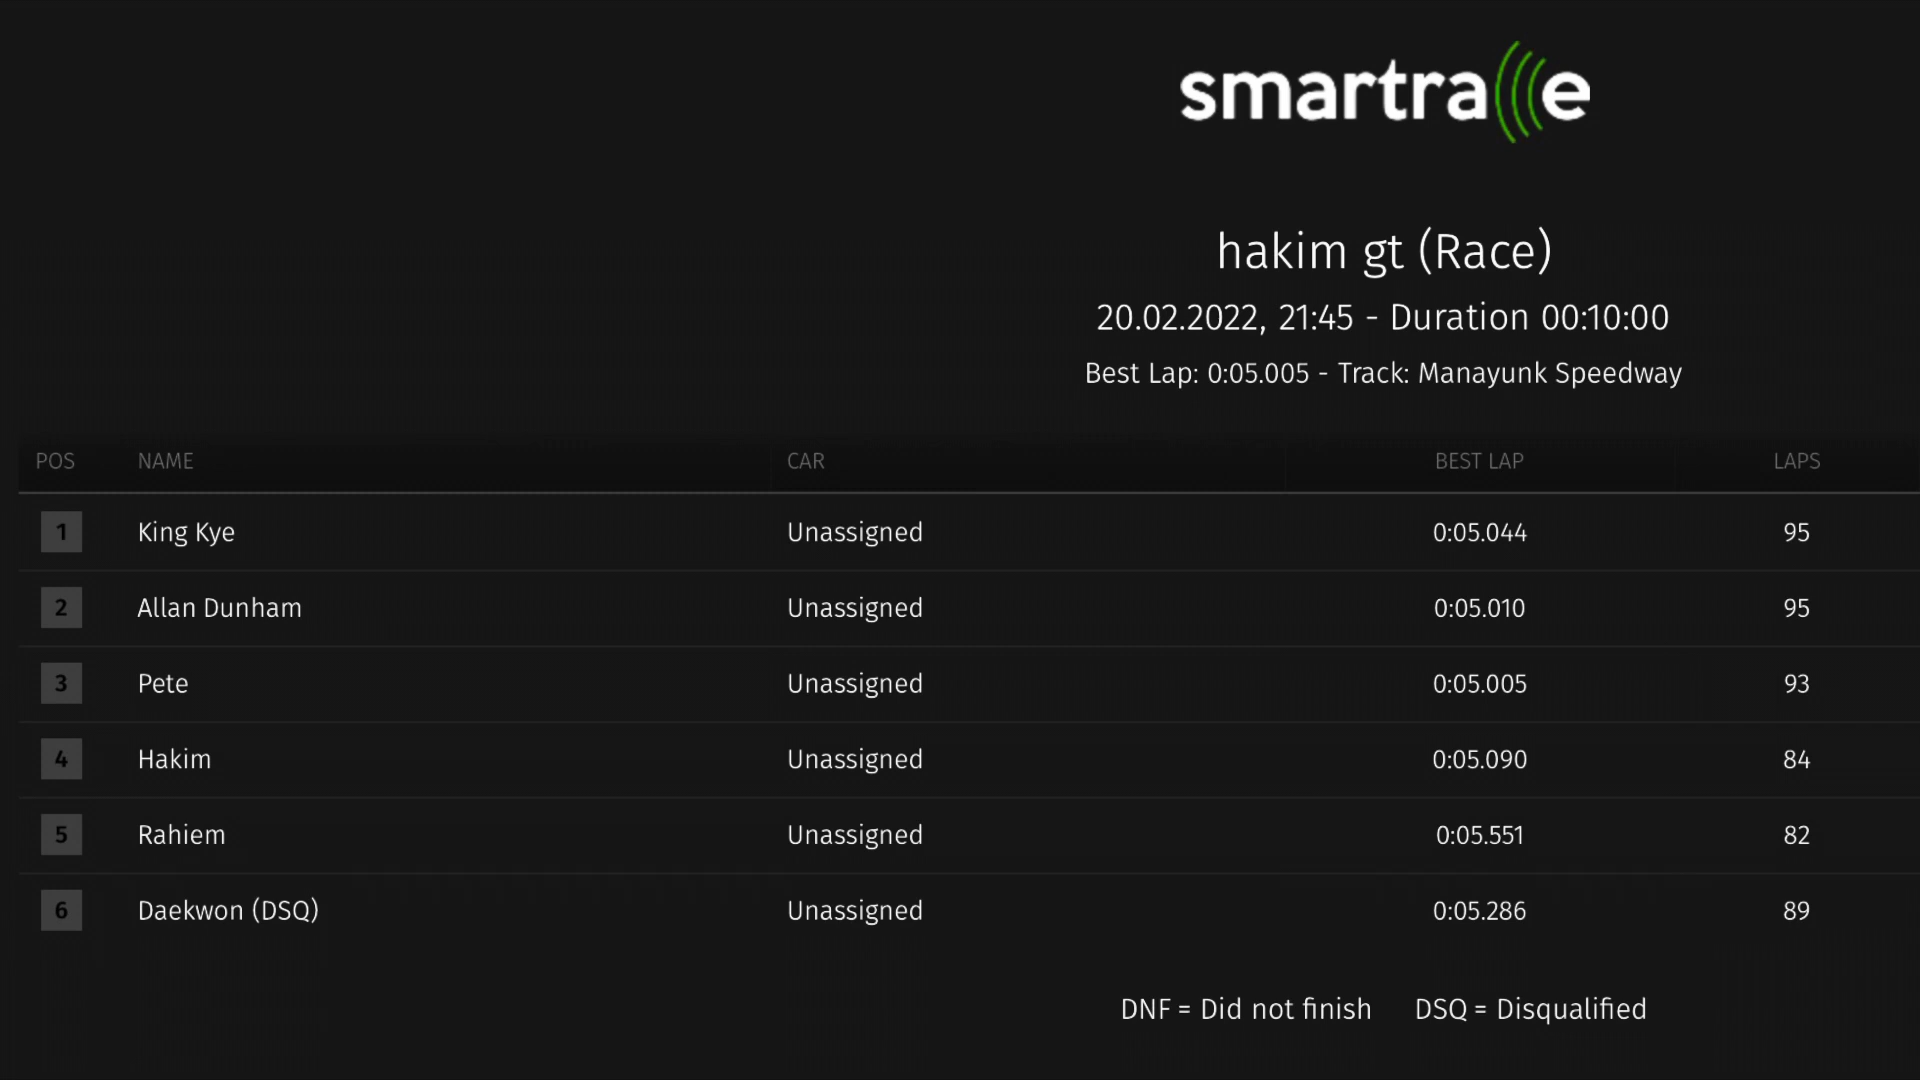 smartrace
hakim gt (Race)
20.02.2022, 21:45 - Duration 00:10:00
Best Lap: 0:05.005 - Track: Manayunk Speedway
POS NAME CAR BEST LAP LAPS
1 King Kye Unassigned 0:05.044 95
2 Allan Dunham Unassigned 0:05.010 95
3 Pete Unassigned 0:05.005 93
4 Hakim Unassigned 0:05.090 84
5 Rahiem Unassigned 0:05.551 82
6 Daekwon (DSQ) Unassigned 0:05.286 89
DNF = Did not finish DSQ = Disqualified